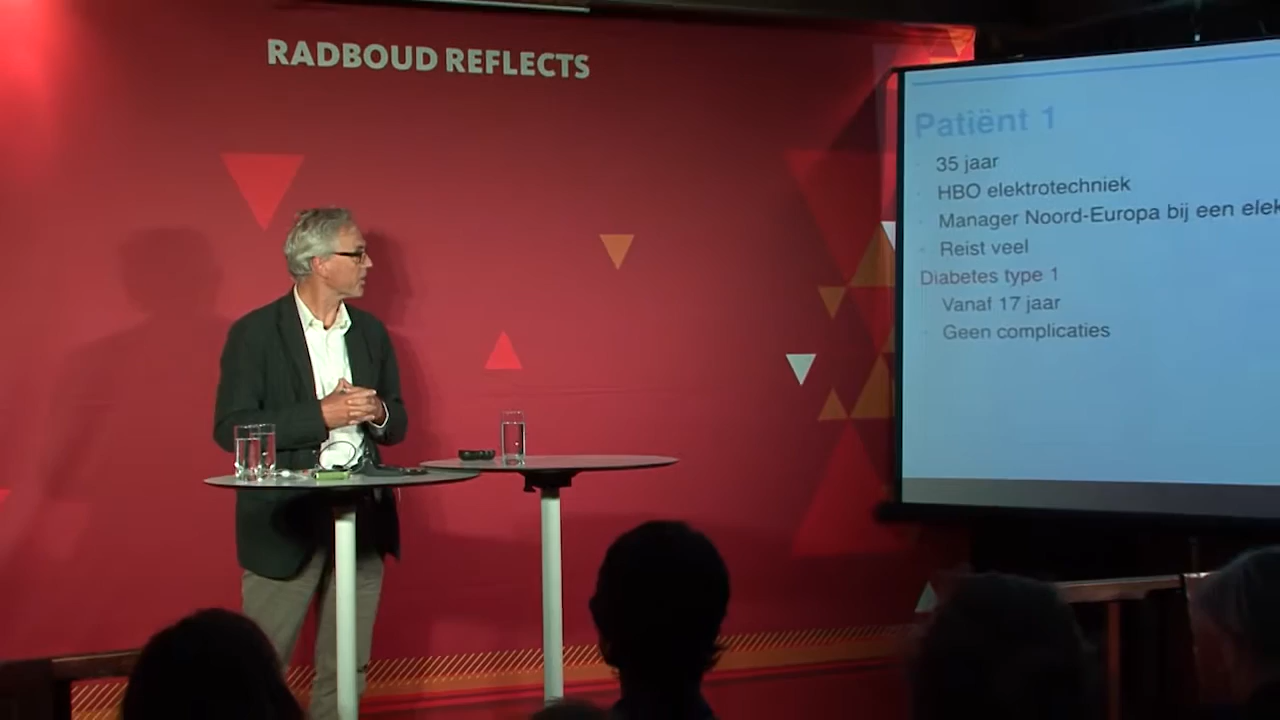 RADBOUD REFLECTS
Patiënt 1
35 jaar
HBO elektrotechniek
Manager Noord-Europa bij een elek
Reist veel
Diabetes type 1
Vanaf 17 jaar
Geen complicaties